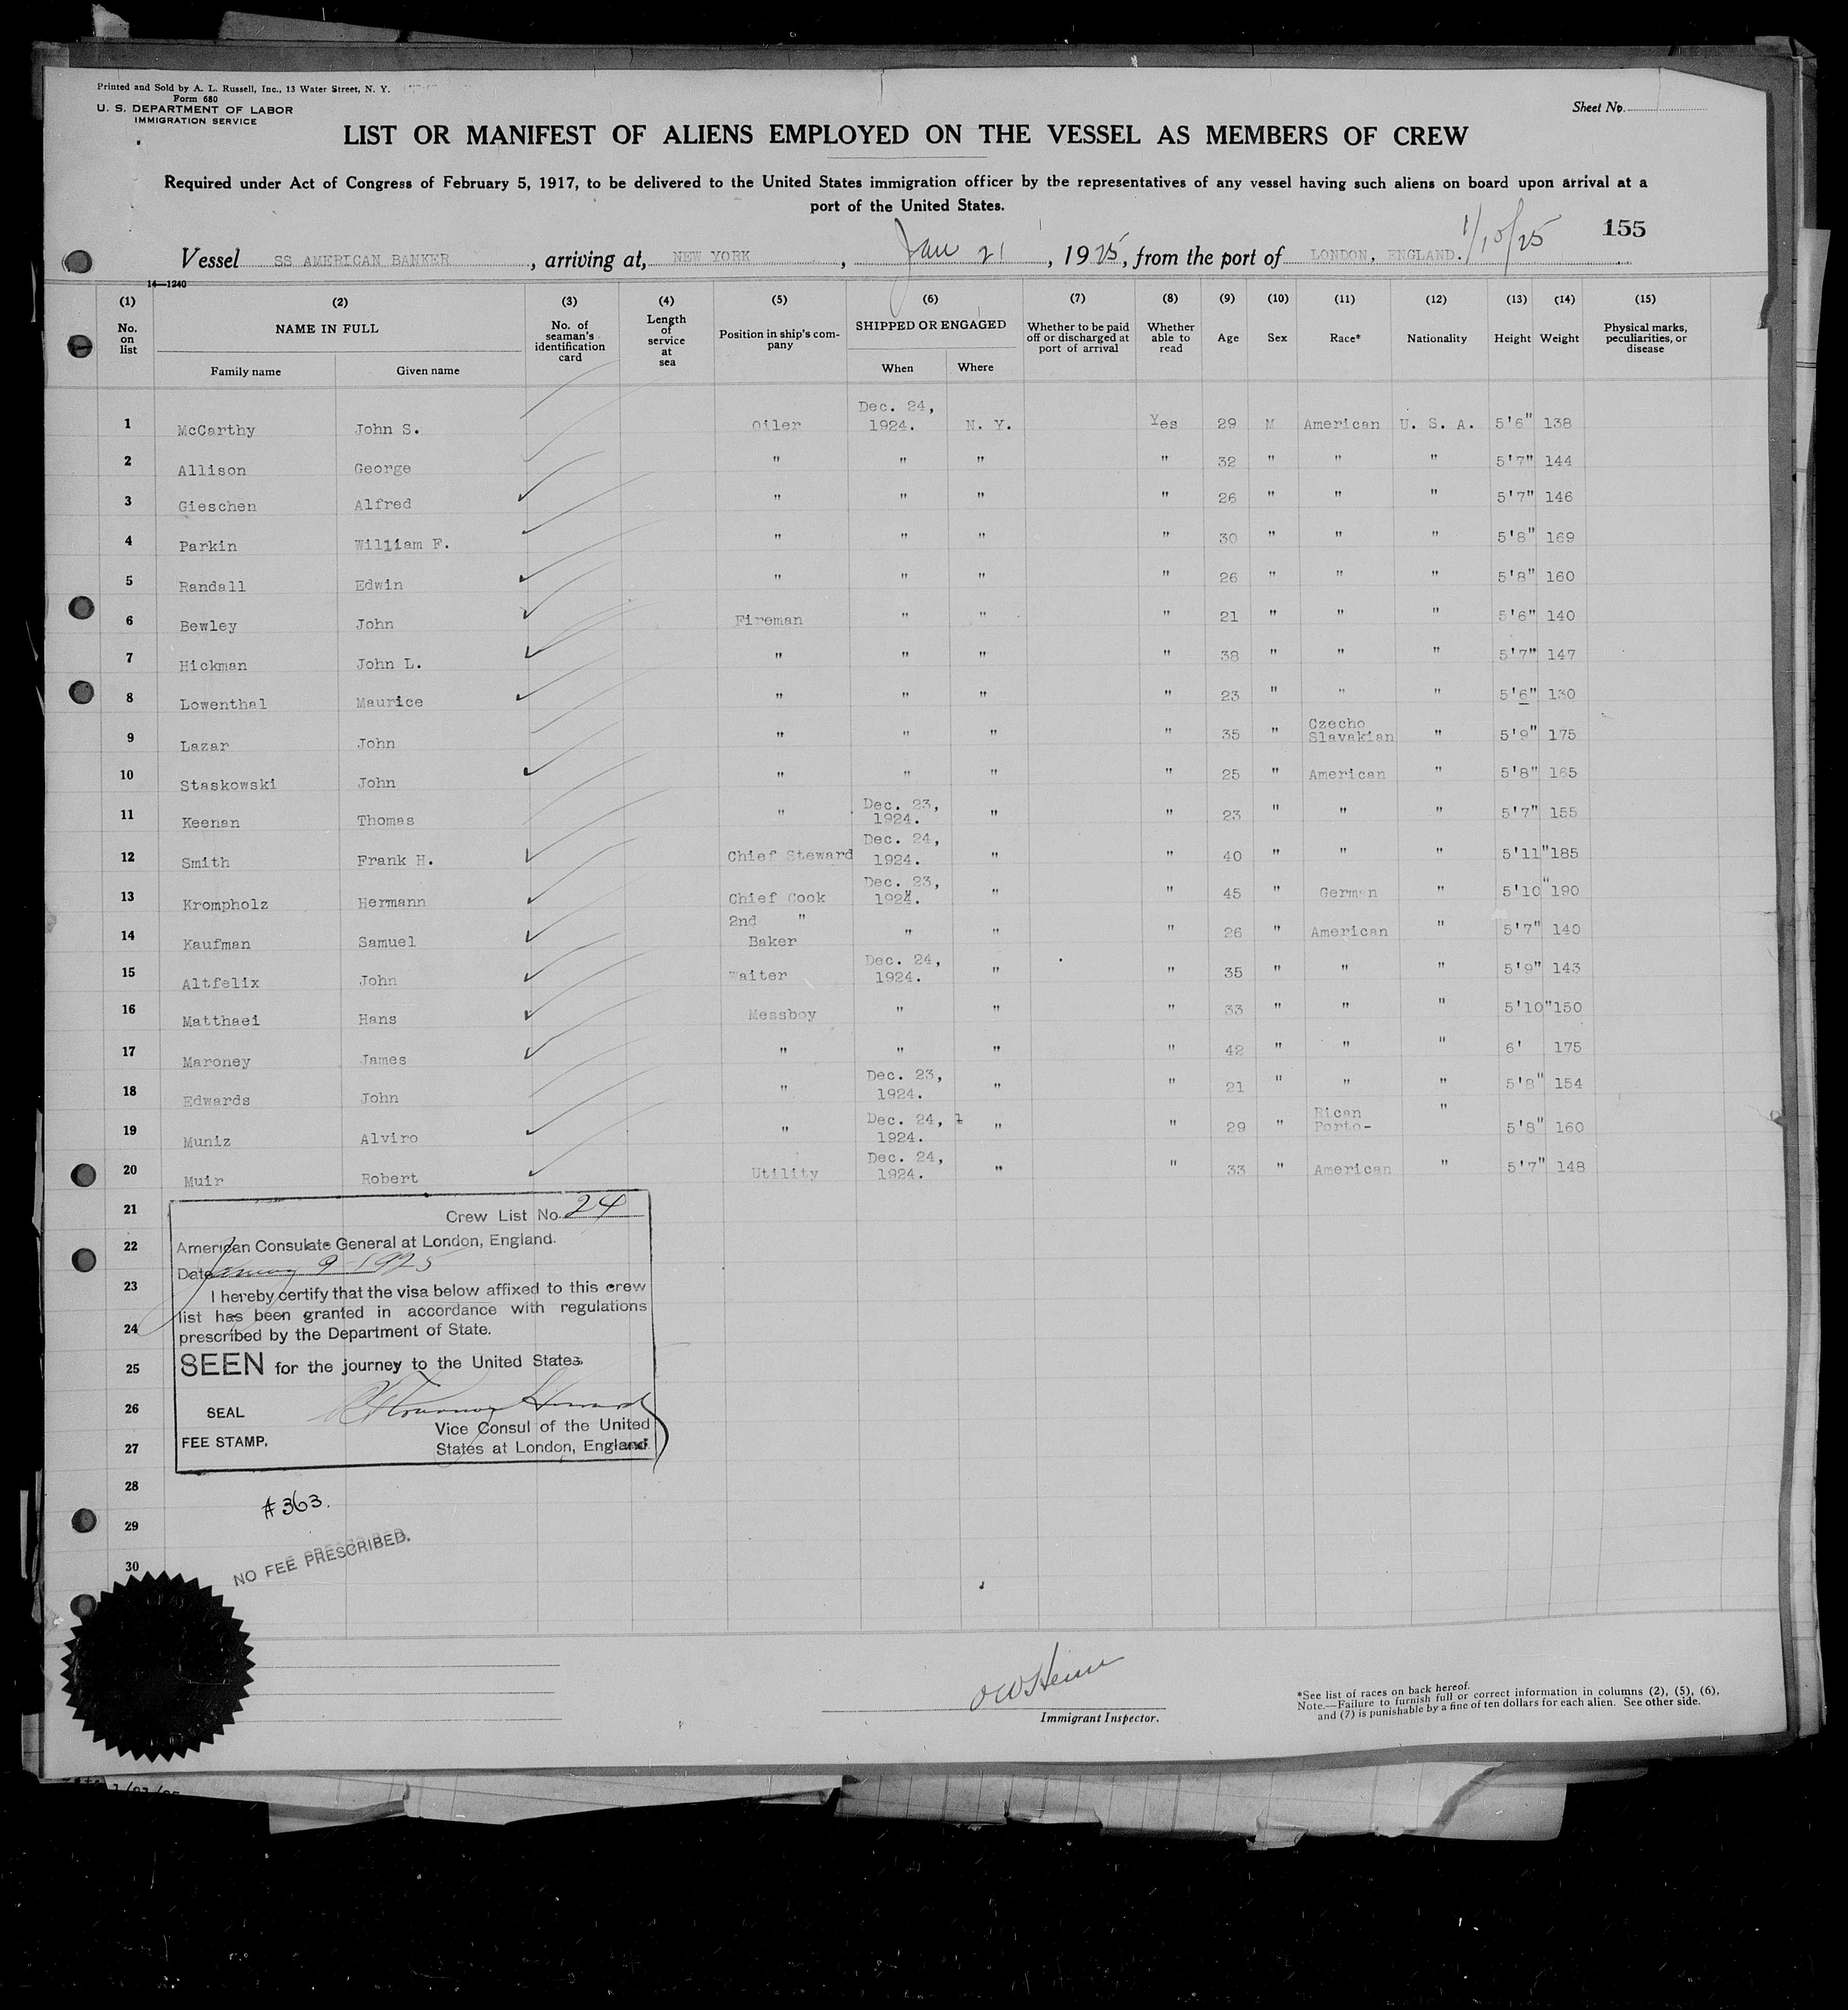 Printed and Sold by A. L. Russell, Inc., 13 Water Street, N. Y.
Form 680
U. S. DEPARTMENT OF LABOR
IMMIGRATION SERVICE
Sheet No.
LIST OR MANIFEST OF ALIENS EMPLOYED ON THE VESSEL AS MEMBERS OF CREW
Required under Act of Congress of February 5, 1917, to be delivered to the United States immigration officer by the representatives of any vessel having such aliens on board upon arrival at a
port of the United States.
1/10/25 155
Vessel SS AMERICAN BANKER, arriving at, NEW YORK, Jan 21, 1925, from the port of LONDON, ENGLAND.
14—1240
(1) (2) (3) (4) (5) (6) (7) (8) (9) (10) (11) (12) (13) (14) (15)
No. on list NAME IN FULL Family name Given name No. of seaman's identification card Length of service at sea Position in ship's company SHIPPED OR ENGAGED When Where Whether to be paid off or discharged at port of arrival Whether able to read Age Sex Race* Nationality Height Weight Physical marks, peculiarities, or disease
1 McCarthy John S. Oiler Dec. 24, 1924. N. Y. Yes 29 M American U. S. A. 5'6" 138
2 Allison George " " " " 32 " " " 5'7" 144
3 Gieschen Alfred " " " " 26 " " " 5'7" 146
4 Parkin William F. " " " " 30 " " " 5'8" 169
5 Randall Edwin " " " " 26 " " " 5'8" 160
6 Bewley John Fireman " " " 21 " " " 5'6" 140
7 Hickman John L. " " " " 38 " " " 5'7" 147
8 Lowenthal Maurice " " " " 23 " " " 5'6" 130
9 Lazar John " " " " 35 " Czecho Slavakian " 5'9" 175
10 Staskowski John " " " " 25 " American " 5'8" 165
11 Keenan Thomas " Dec. 23, 1924. " " 23 " " " 5'7" 155
12 Smith Frank H. Chief Steward Dec. 24, 1924. " " 40 " " " 5'11" 185
13 Krompholz Hermann Chief Cook Dec. 23, 1924. " " 45 " German " 5'10" 190
14 Kaufman Samuel 2nd " Baker " " " 26 " American " 5'7" 140
15 Altfelix John Waiter Dec. 24, 1924. " " 35 " " " 5'9" 143
16 Matthaei Hans Messboy " " " 33 " " " 5'10" 150
17 Maroney James " " " " 42 " " " 6' 175
18 Edwards John " Dec. 23, 1924. " " 21 " " " 5'8" 154
19 Muniz Alviro " Dec. 24, 1924. " " 29 " Rican Porto- " 5'8" 160
20 Muir Robert Utility Dec. 24, 1924. " " 33 " American " 5'7" 148
21
22
23
24
25
26
27
28
29
30
Crew List No. 24
American Consulate General at London, England.
Date January 9 1925
I hereby certify that the visa below affixed to this crew
list has been granted in accordance with regulations
prescribed by the Department of State.
SEEN for the journey to the United States.
SEAL
Vice Consul of the United
FEE STAMP.
States at London, England.
#363.
NO FEE PRESCRIBED.
Immigrant Inspector.
*See list of races on back hereof.
Note.—Failure to furnish full or correct information in columns (2), (5), (6),
and (7) is punishable by a fine of ten dollars for each alien. See other side.